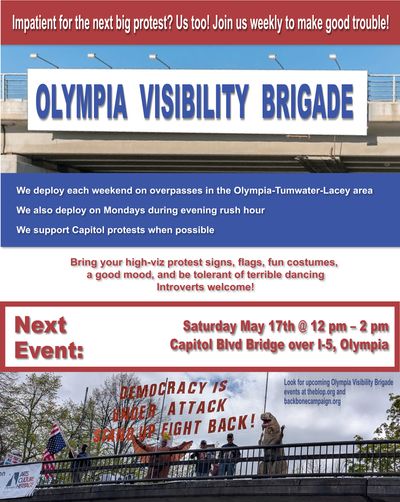 Impatient for the next big protest? Us too! Join us weekly to make good trouble!
OLYMPIA VISIBILITY BRIGADE
We deploy each weekend on overpasses in the Olympia-Tumwater-Lacey area
We also deploy on Mondays during evening rush hour
We support Capitol protests when possible
Bring your high-viz protest signs, flags, fun costumes,
a good mood, and be tolerant of terrible dancing
Introverts welcome!
Next
Event:
Saturday May 17th @ 12 pm – 2 pm
Capitol Blvd Bridge over I-5, Olympia
Look for upcoming Olympia Visibility Brigade
events at theblop.org and
backbonecampaign.org
DEMOCRACY IS
UNDER ATTACK
STAND UP FIGHT BACK!